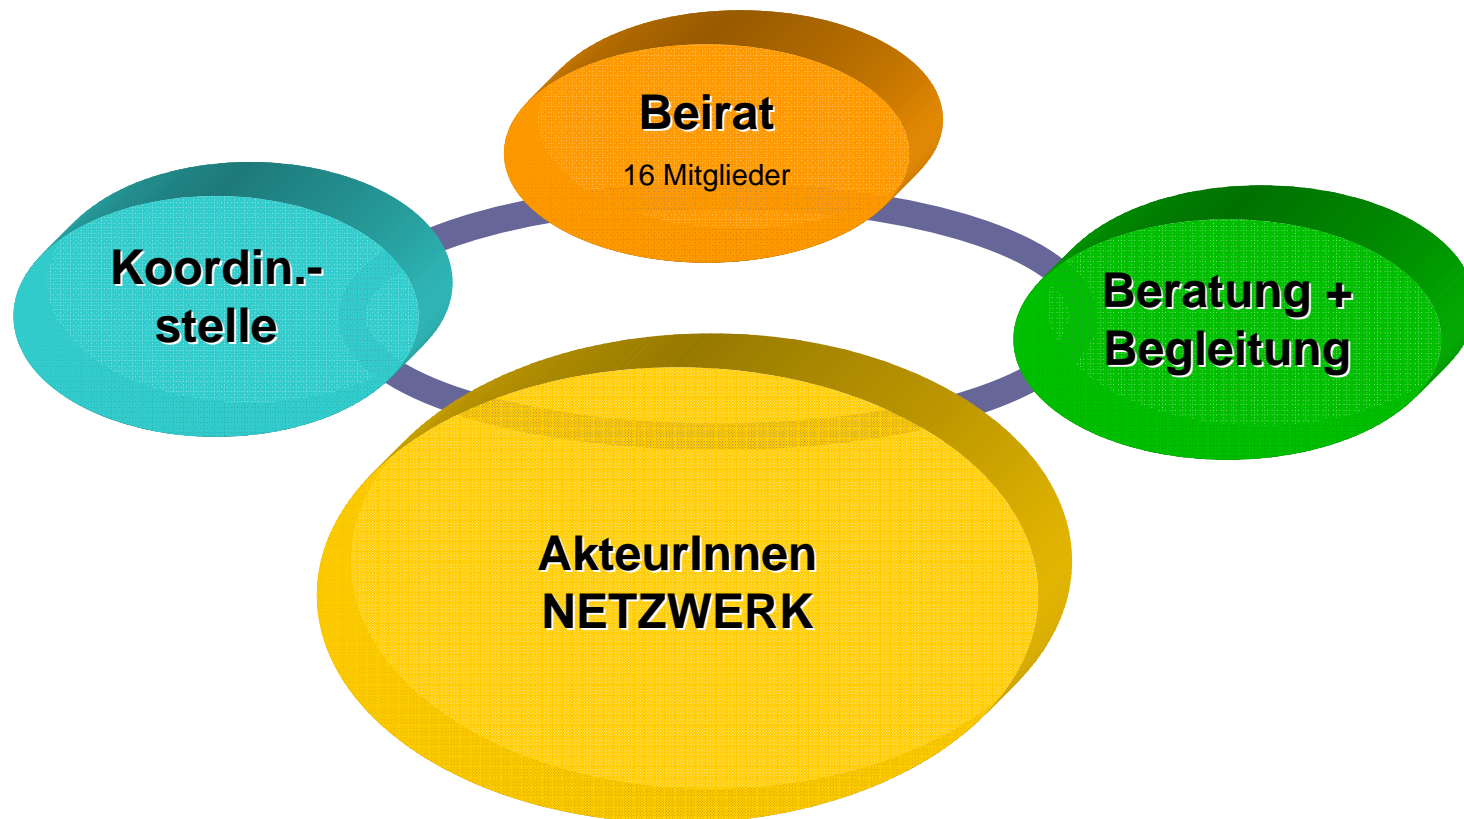 Beirat
16 Mitglieder
Koordin.-
stelle
Beratung +
Begleitung
AkteurInnen
NETZWERK